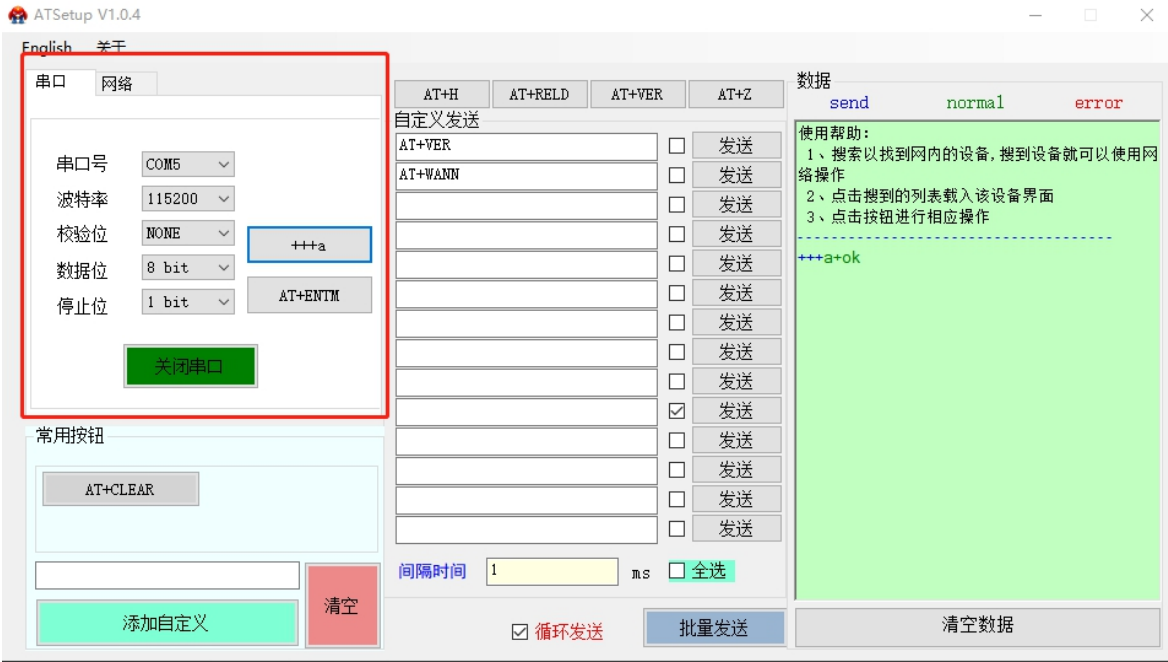 ATSetup V1.0.4
English 关于
串口 网络
串口号 COM5
波特率 115200
校验位 NONE
数据位 8 bit
停止位 1 bit
+++a
AT+ENTM
关闭串口
常用按钮
AT+CLEAR
添加自定义
清空
AT+H AT+RELD AT+VER AT+Z
自定义发送
AT+VER 发送
AT+WANN 发送
发送
发送
发送
发送
发送
发送
发送
发送
发送
发送
发送
发送
间隔时间 1 ms 全选
循环发送 批量发送
数据
send normal error
使用帮助:
1、搜索以找到网内的设备,搜到设备就可以使用网
络操作
2、点击搜到的列表载入该设备界面
3、点击按钮进行相应操作
-------------------------------------
+++a+ok
清空数据